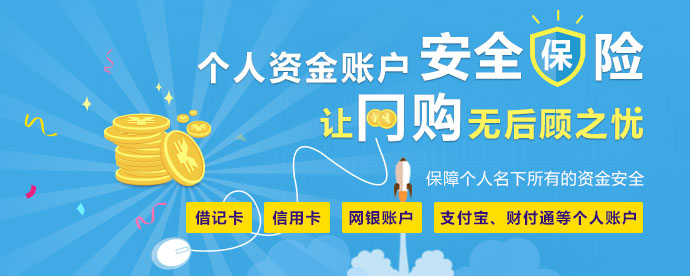 个人资金账户安全保险
让网购无后顾之忧
保障个人名下所有的资金安全
借记卡 信用卡 网银账户 支付宝、财付通等个人账户